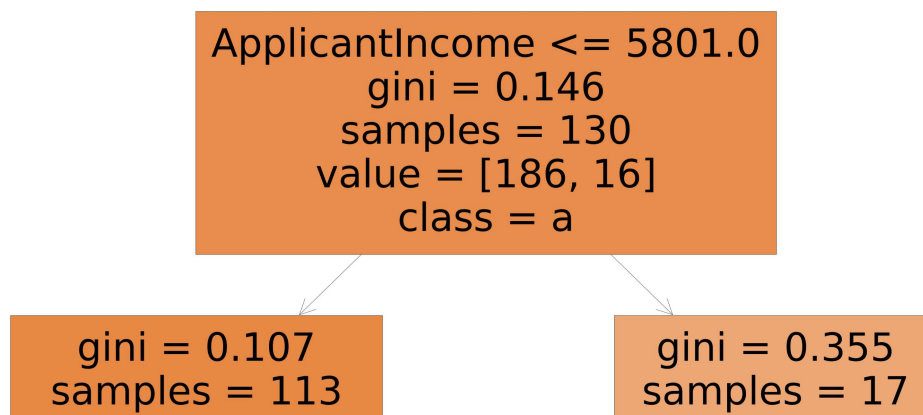 ApplicantIncome <= 5801.0
gini = 0.146
samples = 130
value = [186, 16]
class = a
gini = 0.107
samples = 113
gini = 0.355
samples = 17